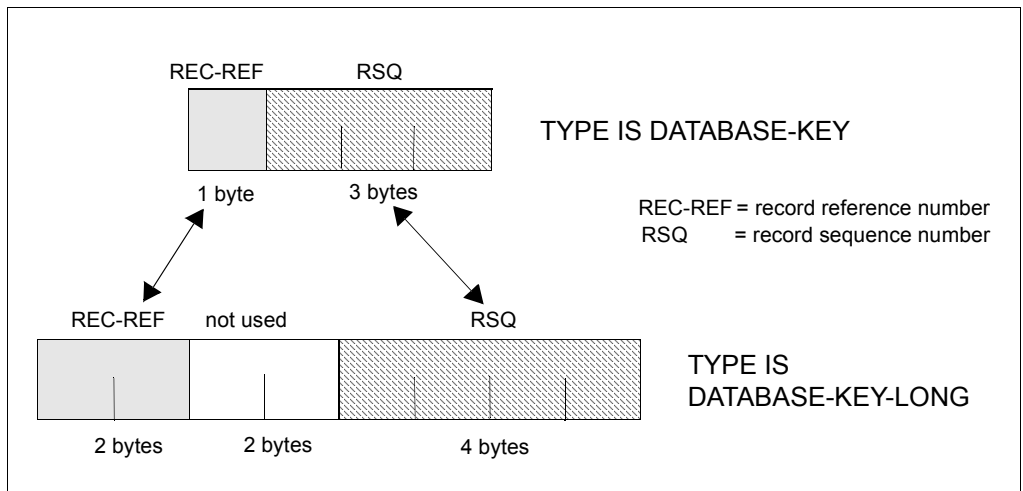 REC-REF RSQ
TYPE IS DATABASE-KEY
1 byte 3 bytes
REC-REF = record reference number
RSQ = record sequence number
REC-REF not used RSQ
TYPE IS
DATABASE-KEY-LONG
2 bytes 2 bytes 4 bytes